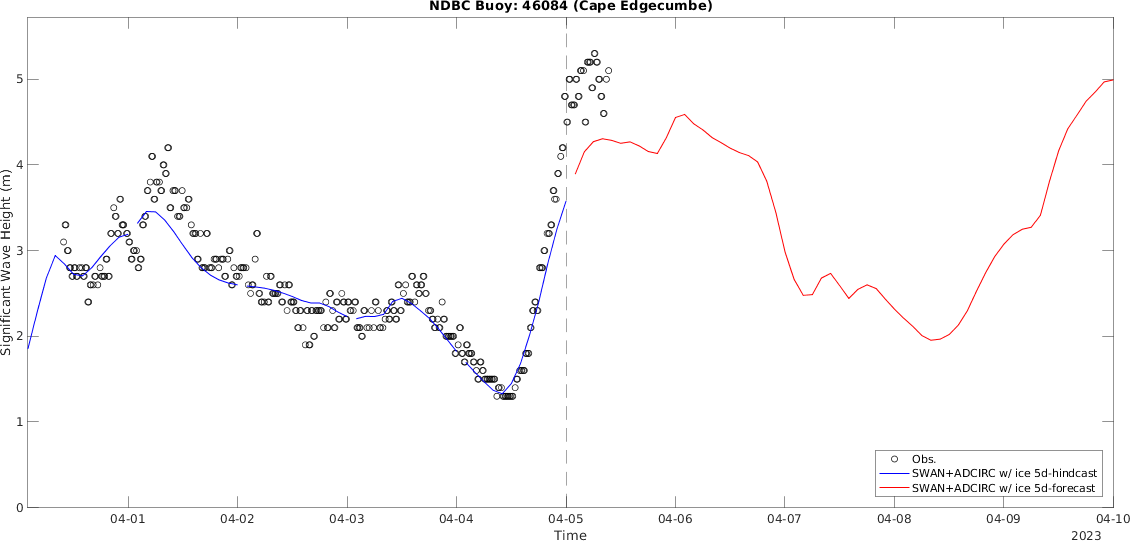 NDBC Buoy: 46084 (Cape Edgecumbe)
Significant Wave Height (m)
5
4
3
2
1
0
Obs.
SWAN+ADCIRC w/ ice 5d-hindcast
SWAN+ADCIRC w/ ice 5d-forecast
04-01 04-02 04-03 04-04 04-05 04-06 04-07 04-08 04-09 04-10
Time
2023